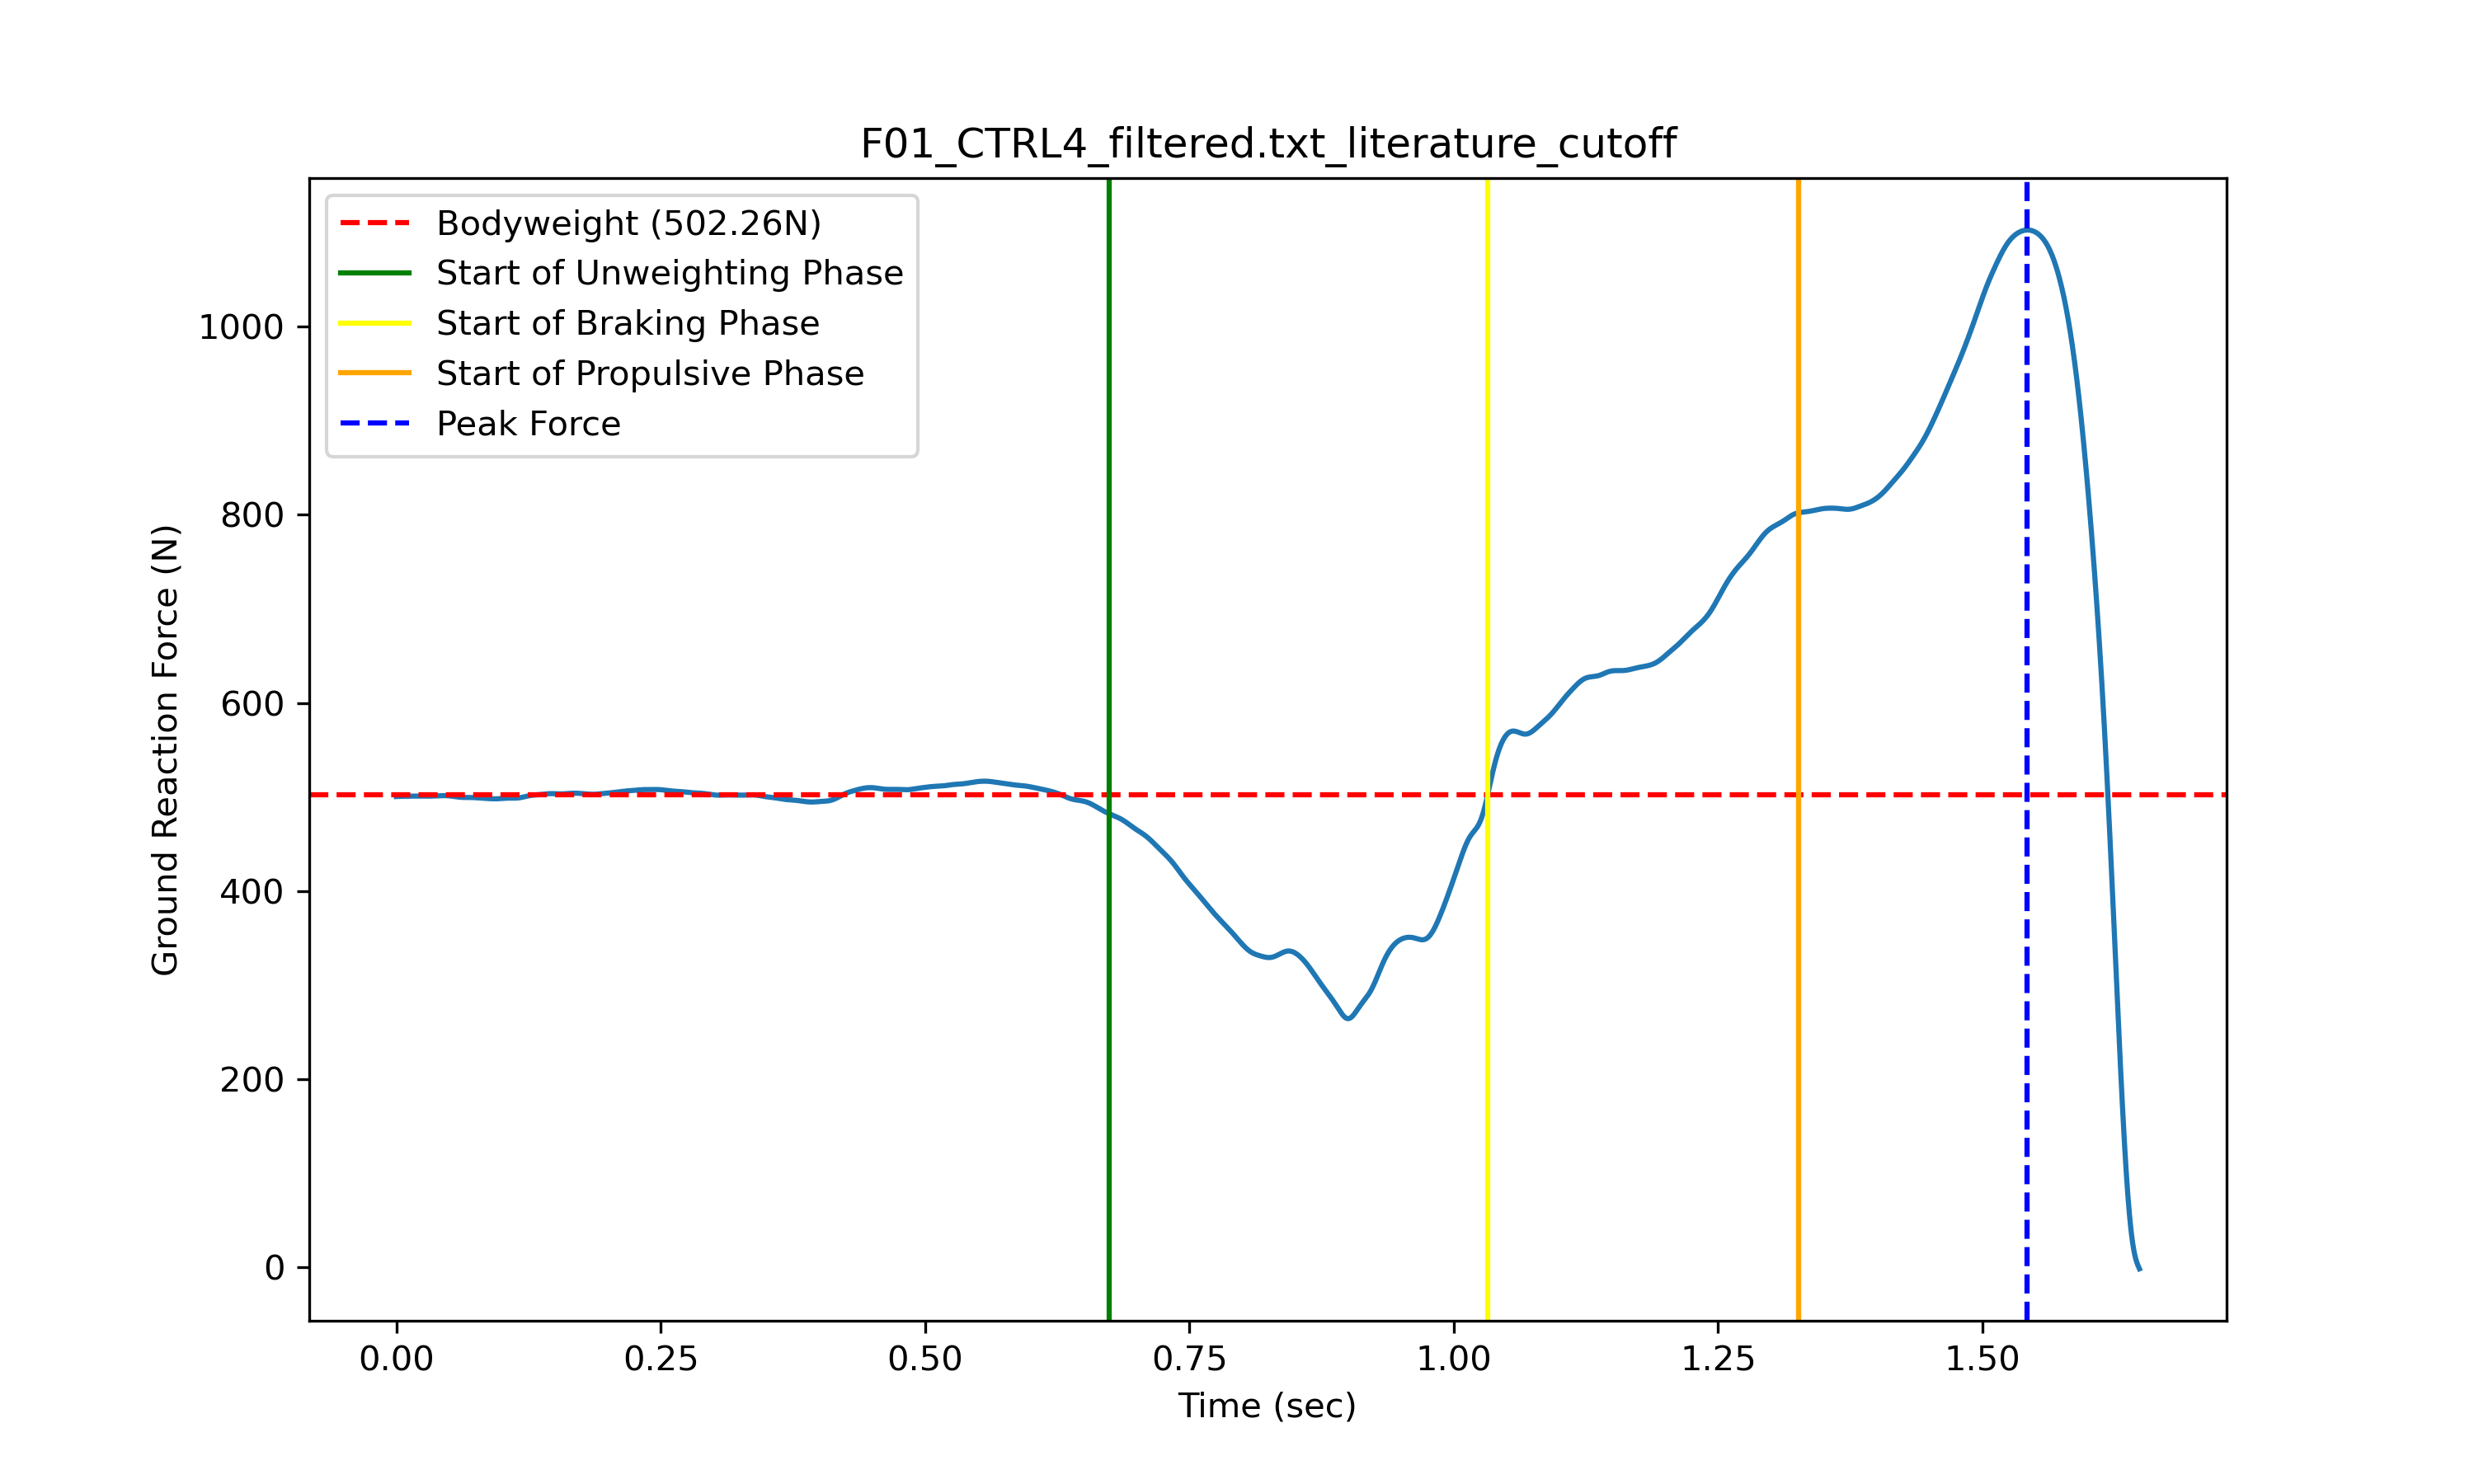 F01_CTRL4_filtered.txt_literature_cutoff
Bodyweight (502.26N)
Start of Unweighting Phase
Start of Braking Phase
Start of Propulsive Phase
Peak Force
Ground Reaction Force (N)
1000
800
600
400
200
0
0.00 0.25 0.50 0.75 1.00 1.25 1.50
Time (sec)